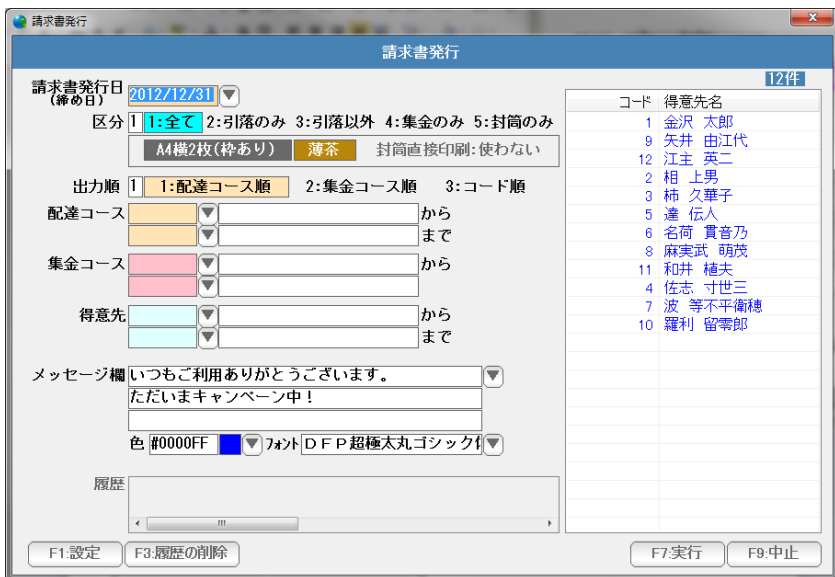 請求書発行
請求書発行
12件
請求書発行日 2012/12/31
(締め日)
区分 1 1:全て 2:引落のみ 3:引落以外 4:集金のみ 5:封筒のみ
A4横2枚(枠あり) 薄茶 封筒直接印刷:使わない
出力順 1 1:配達コース順 2:集金コース順 3:コード順
配達コース から
まで
集金コース から
得意先 から
まで
メッセージ欄 いつもご利用ありがとうございます。
ただいまキャンペーン中!
色 #0000FF フォント DFP超極太丸ゴシック
履歴
F1:設定 F3:履歴の削除 F7:実行 F9:中止
コード 得意先名
1 金沢 太郎
9 矢井 由江代
12 江主 英二
2 相 上男
3 柿 久華子
5 達 伝人
6 名荷 貫音乃
8 麻実武 萌茂
11 和井 植夫
4 佐志 寸世三
7 波 等不平衛穂
10 羅利 留零郎